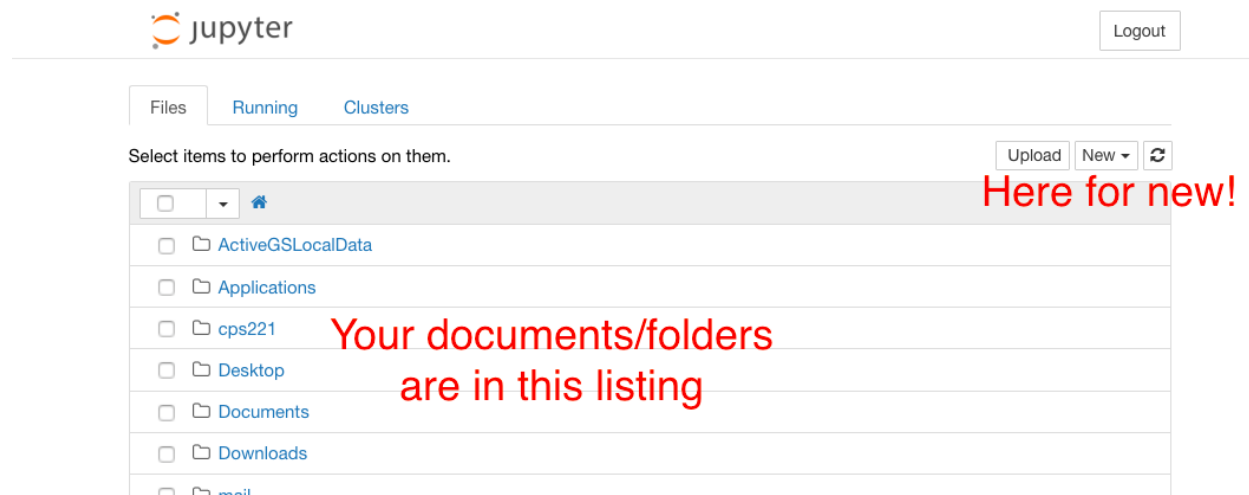 jupyter
Logout
Files Running Clusters
Select items to perform actions on them.
Upload New
Here for new!
ActiveGSLocalData
Applications
cps221
Your documents/folders
are in this listing
Desktop
Documents
Downloads
mail